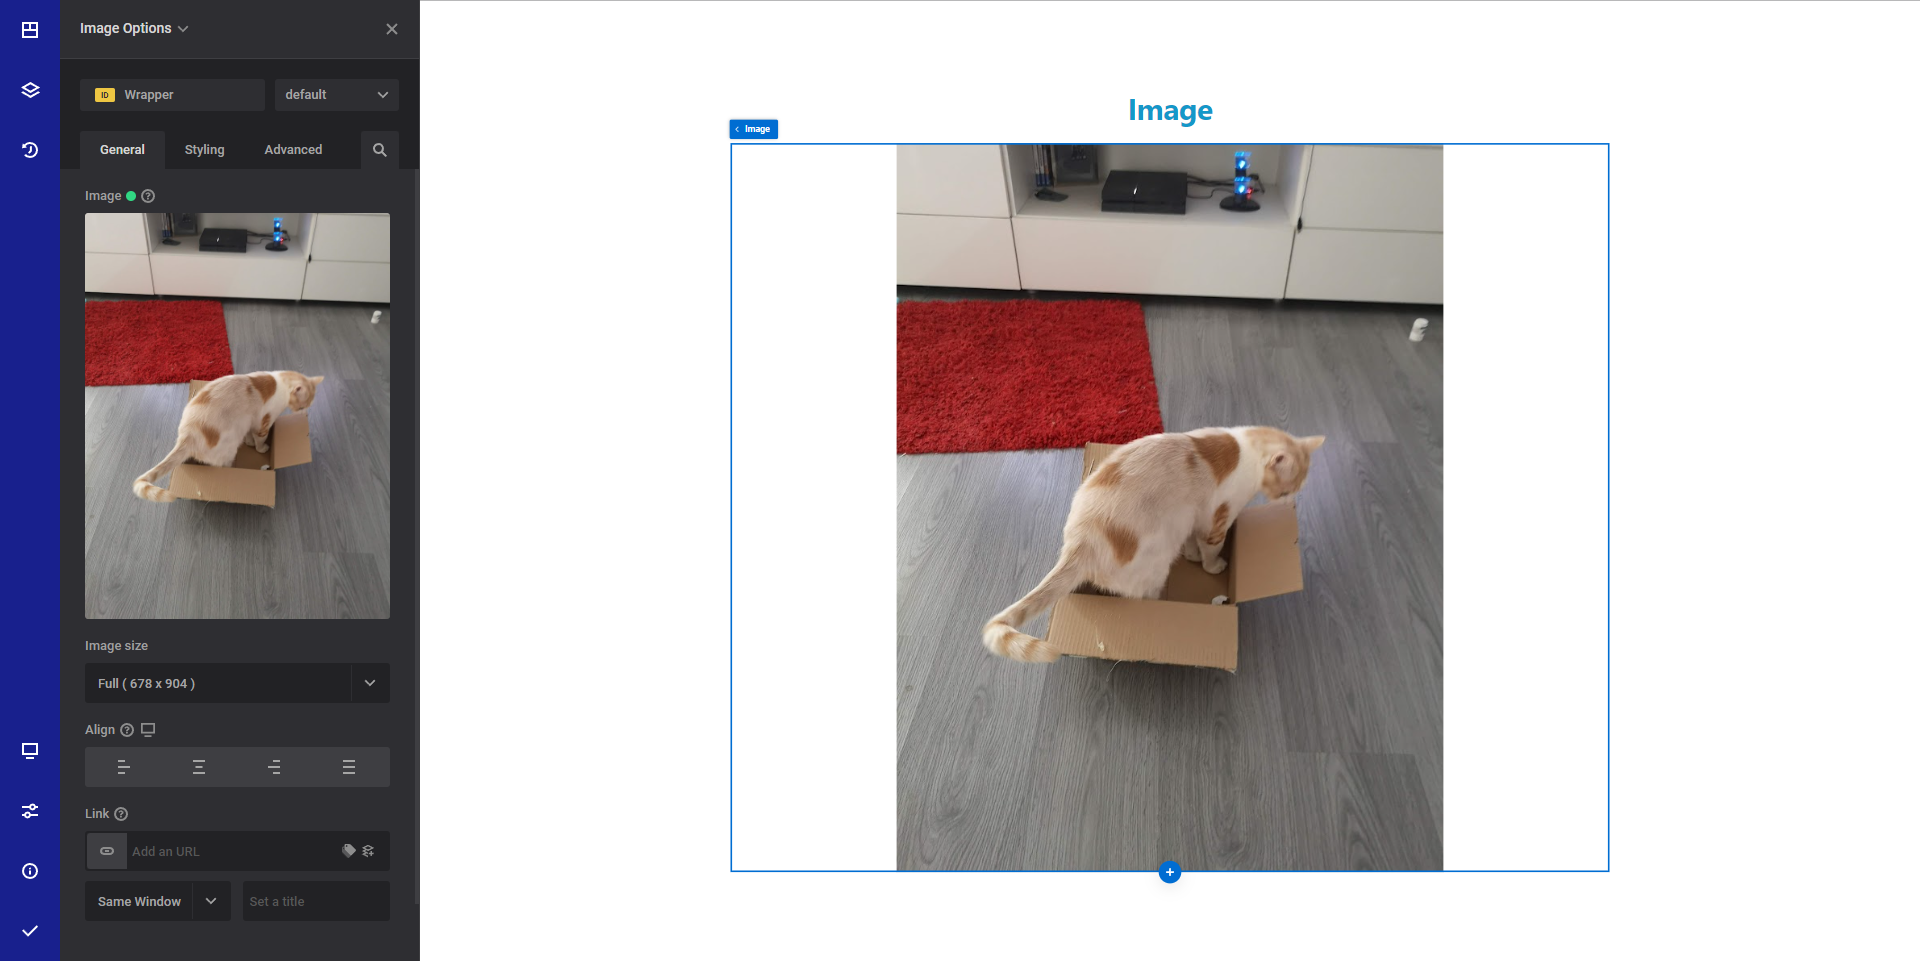 Image Options
ID Wrapper
default
General
Styling
Advanced
Image
Image size
Full ( 678 x 904 )
Align
Link
Add an URL
Same Window
Set a title
Image
Image